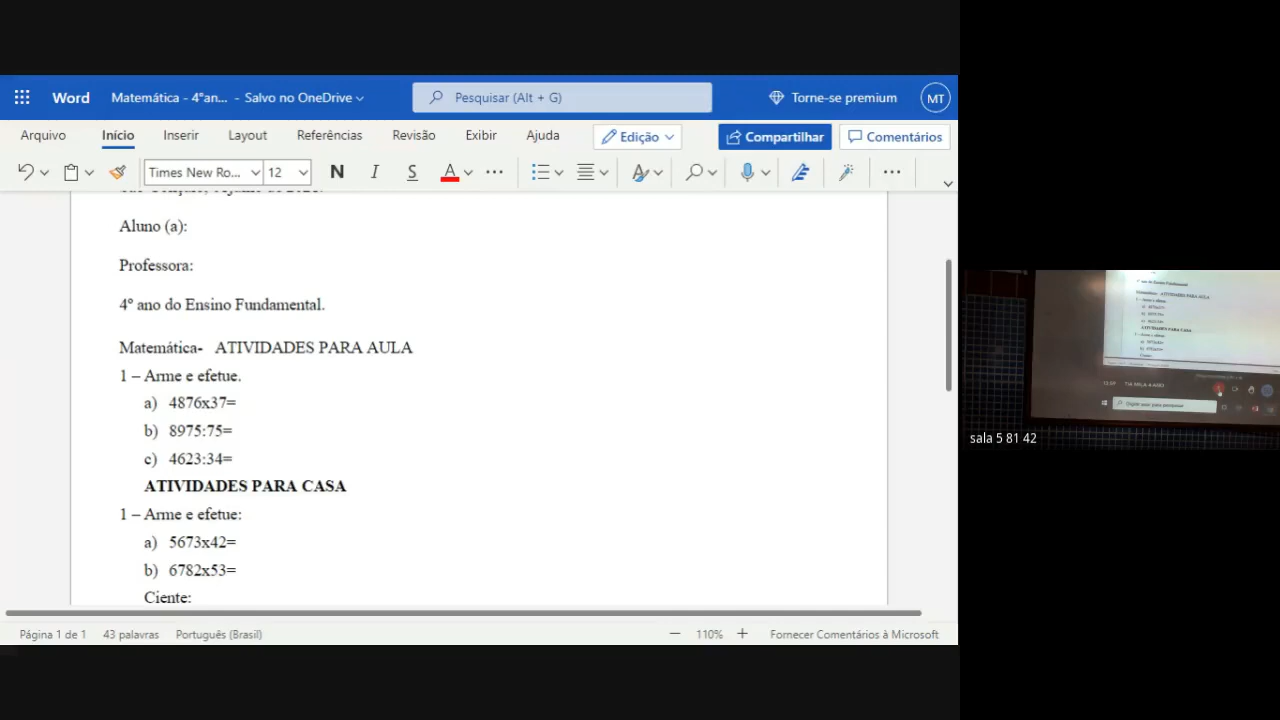 Word Matemática - 4°an... - Salvo no OneDrive Pesquisar (Alt + G) Torne-se premium MT
Arquivo Início Inserir Layout Referências Revisão Exibir Ajuda Edição Compartilhar Comentários
Times New Ro... 12 N I S A
Aluno (a):
Professora:
4º ano do Ensino Fundamental.
Matemática- ATIVIDADES PARA AULA
1 – Arme e efetue.
a) 4876x37=
b) 8975:75=
c) 4623:34=
ATIVIDADES PARA CASA
1 – Arme e efetue:
a) 5673x42=
b) 6782x53=
Ciente:
Página 1 de 1 43 palavras Português (Brasil) 110% Fornecer Comentários à Microsoft
sala 5 81 42